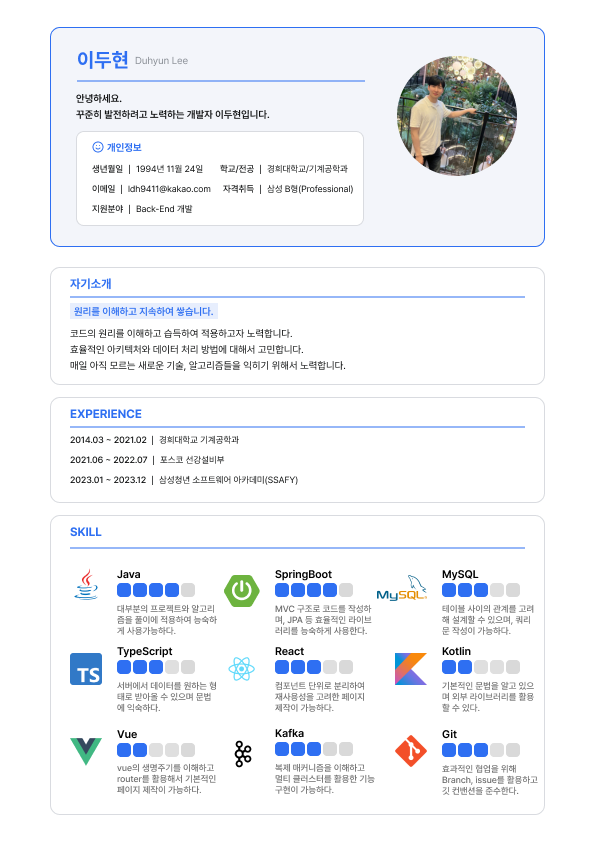 이두현 Duhyun Lee
안녕하세요.
꾸준히 발전하려고 노력하는 개발자 이두현입니다.
개인정보
생년월일 | 1994년 11월 24일 학교/전공 | 경희대학교/기계공학과
이메일 | ldh9411@kakao.com 자격취득 | 삼성 B형(Professional)
지원분야 | Back-End 개발
자기소개
원리를 이해하고 지속하여 쌓습니다.
코드의 원리를 이해하고 습득하여 적용하고자 노력합니다.
효율적인 아키텍처와 데이터 처리 방법에 대해서 고민합니다.
매일 아직 모르는 새로운 기술, 알고리즘들을 익히기 위해서 노력합니다.
EXPERIENCE
2014.03 ~ 2021.02 | 경희대학교 기계공학과
2021.06 ~ 2022.07 | 포스코 선강설비부
2023.01 ~ 2023.12 | 삼성청년 소프트웨어 아카데미(SSAFY)
SKILL
Java
대부분의 프로젝트와 알고리
즘을 풀이에 적용하여 능숙하
게 사용가능하다.
SpringBoot
MVC 구조로 코드를 작성하
며, JPA 등 효율적인 라이브
러리를 능숙하게 사용한다.
MySQL
MySQL
테이블 사이의 관계를 고려
해 설계할 수 있으며, 쿼리
문 작성이 가능하다.
TS
TypeScript
서버에서 데이터를 원하는 형
태로 받아올 수 있으며 문법
에 익숙하다.
React
컴포넌트 단위로 분리하여
재사용성을 고려한 페이지
제작이 가능하다.
Kotlin
기본적인 문법을 알고 있으
며 외부 라이브러리를 활용
할 수 있다.
Vue
vue의 생명주기를 이해하고
router를 활용해서 기본적인
페이지 제작이 가능하다.
Kafka
복제 매커니즘을 이해하고
멀티 클러스터를 활용한 기능
구현이 가능하다.
Git
효과적인 협업을 위해
Branch, issue를 활용하고
깃 컨밴션을 준수한다.